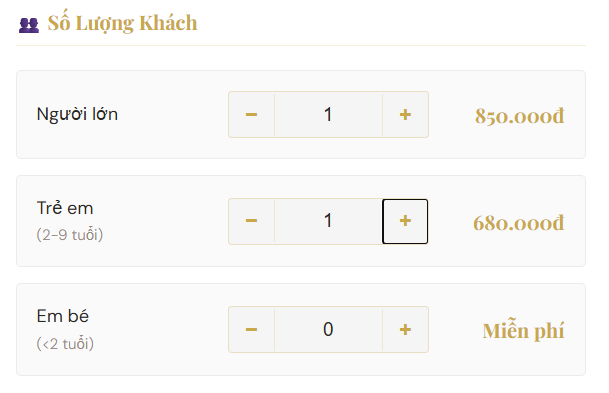 Số Lượng Khách
Người lớn
− 1 + 850.000đ
Trẻ em
(2-9 tuổi)
− 1 + 680.000đ
Em bé
(<2 tuổi)
− 0 + Miễn phí